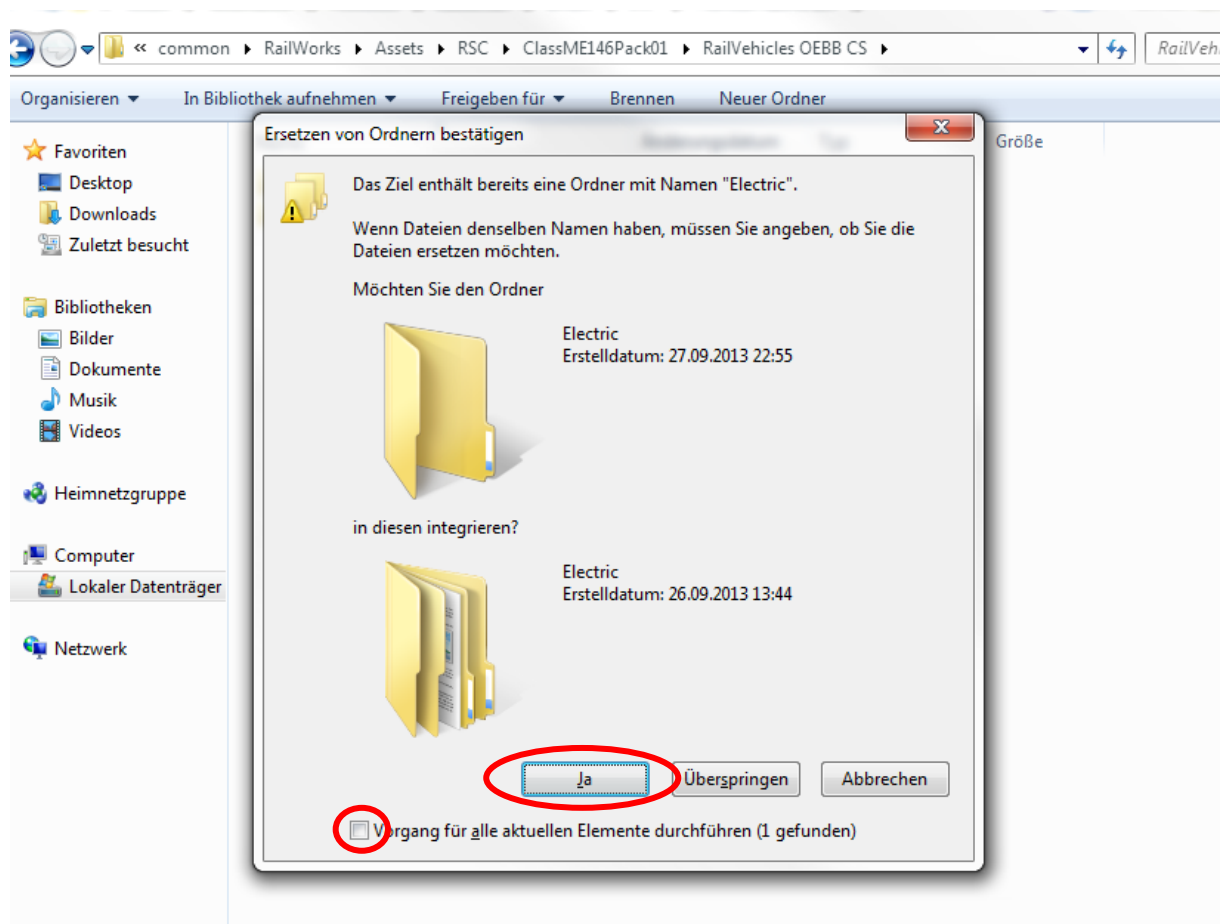 « common ▸ RailWorks ▸ Assets ▸ RSC ▸ ClassME146Pack01 ▸ RailVehicles OEBB CS ▸
Organisieren ▾ In Bibliothek aufnehmen ▾ Freigeben für ▾ Brennen Neuer Ordner
Favoriten
Desktop
Downloads
Zuletzt besucht
Bibliotheken
Bilder
Dokumente
Musik
Videos
Heimnetzgruppe
Computer
Lokaler Datenträger
Netzwerk
Größe
Ersetzen von Ordnern bestätigen
Das Ziel enthält bereits eine Ordner mit Namen "Electric".
Wenn Dateien denselben Namen haben, müssen Sie angeben, ob Sie die
Dateien ersetzen möchten.
Möchten Sie den Ordner
Electric
Erstelldatum: 27.09.2013 22:55
in diesen integrieren?
Electric
Erstelldatum: 26.09.2013 13:44
Ja Überspringen Abbrechen
Vorgang für alle aktuellen Elemente durchführen (1 gefunden)